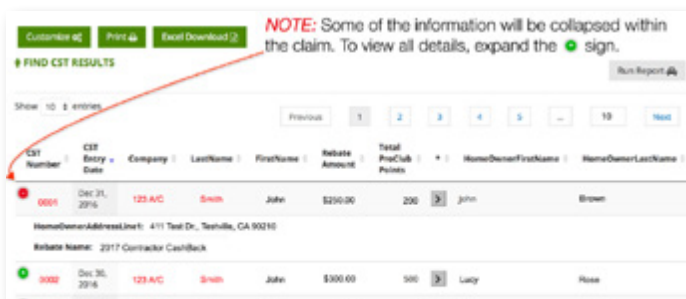 Customize Print Excel Download
NOTE: Some of the information will be collapsed within
the claim. To view all details, expand the sign.
FIND CST RESULTS
Run Report
Show 10 entries
Previous 1 2 3 4 5 ... 10 Next
CST Number CST Entry Date Company LastName FirstName Rebate Amount Total ProClub Points HomeOwnerFirstName HomeOwnerLastName
0001 Dec 31, 2016 123 A/C Smith John $250.00 200 John Brown
HomeOwnerAddressLine1: 411 Test Dr., Testville, CA 90210
Rebate Name: 2017 Contractor CashBack
0002 Dec 30, 2016 123 A/C Smith John $300.00 500 Lucy Rose